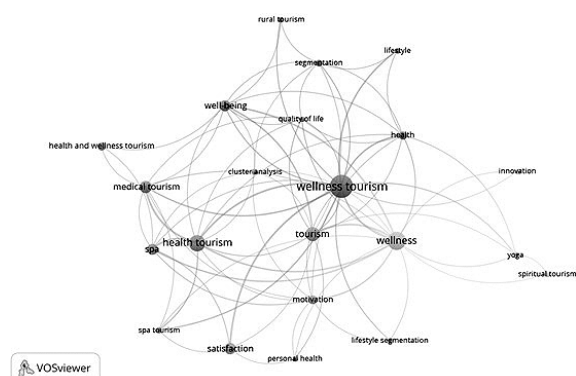 rural tourism
lifestyle
segmentation
well-being
quality of life
health
health and wellness tourism
cluster analysis
innovation
medical tourism
wellness tourism
tourism
wellness
health tourism
spa
yoga
spiritual tourism
motivation
spa tourism
lifestyle segmentation
satisfaction
personal health
VOSviewer